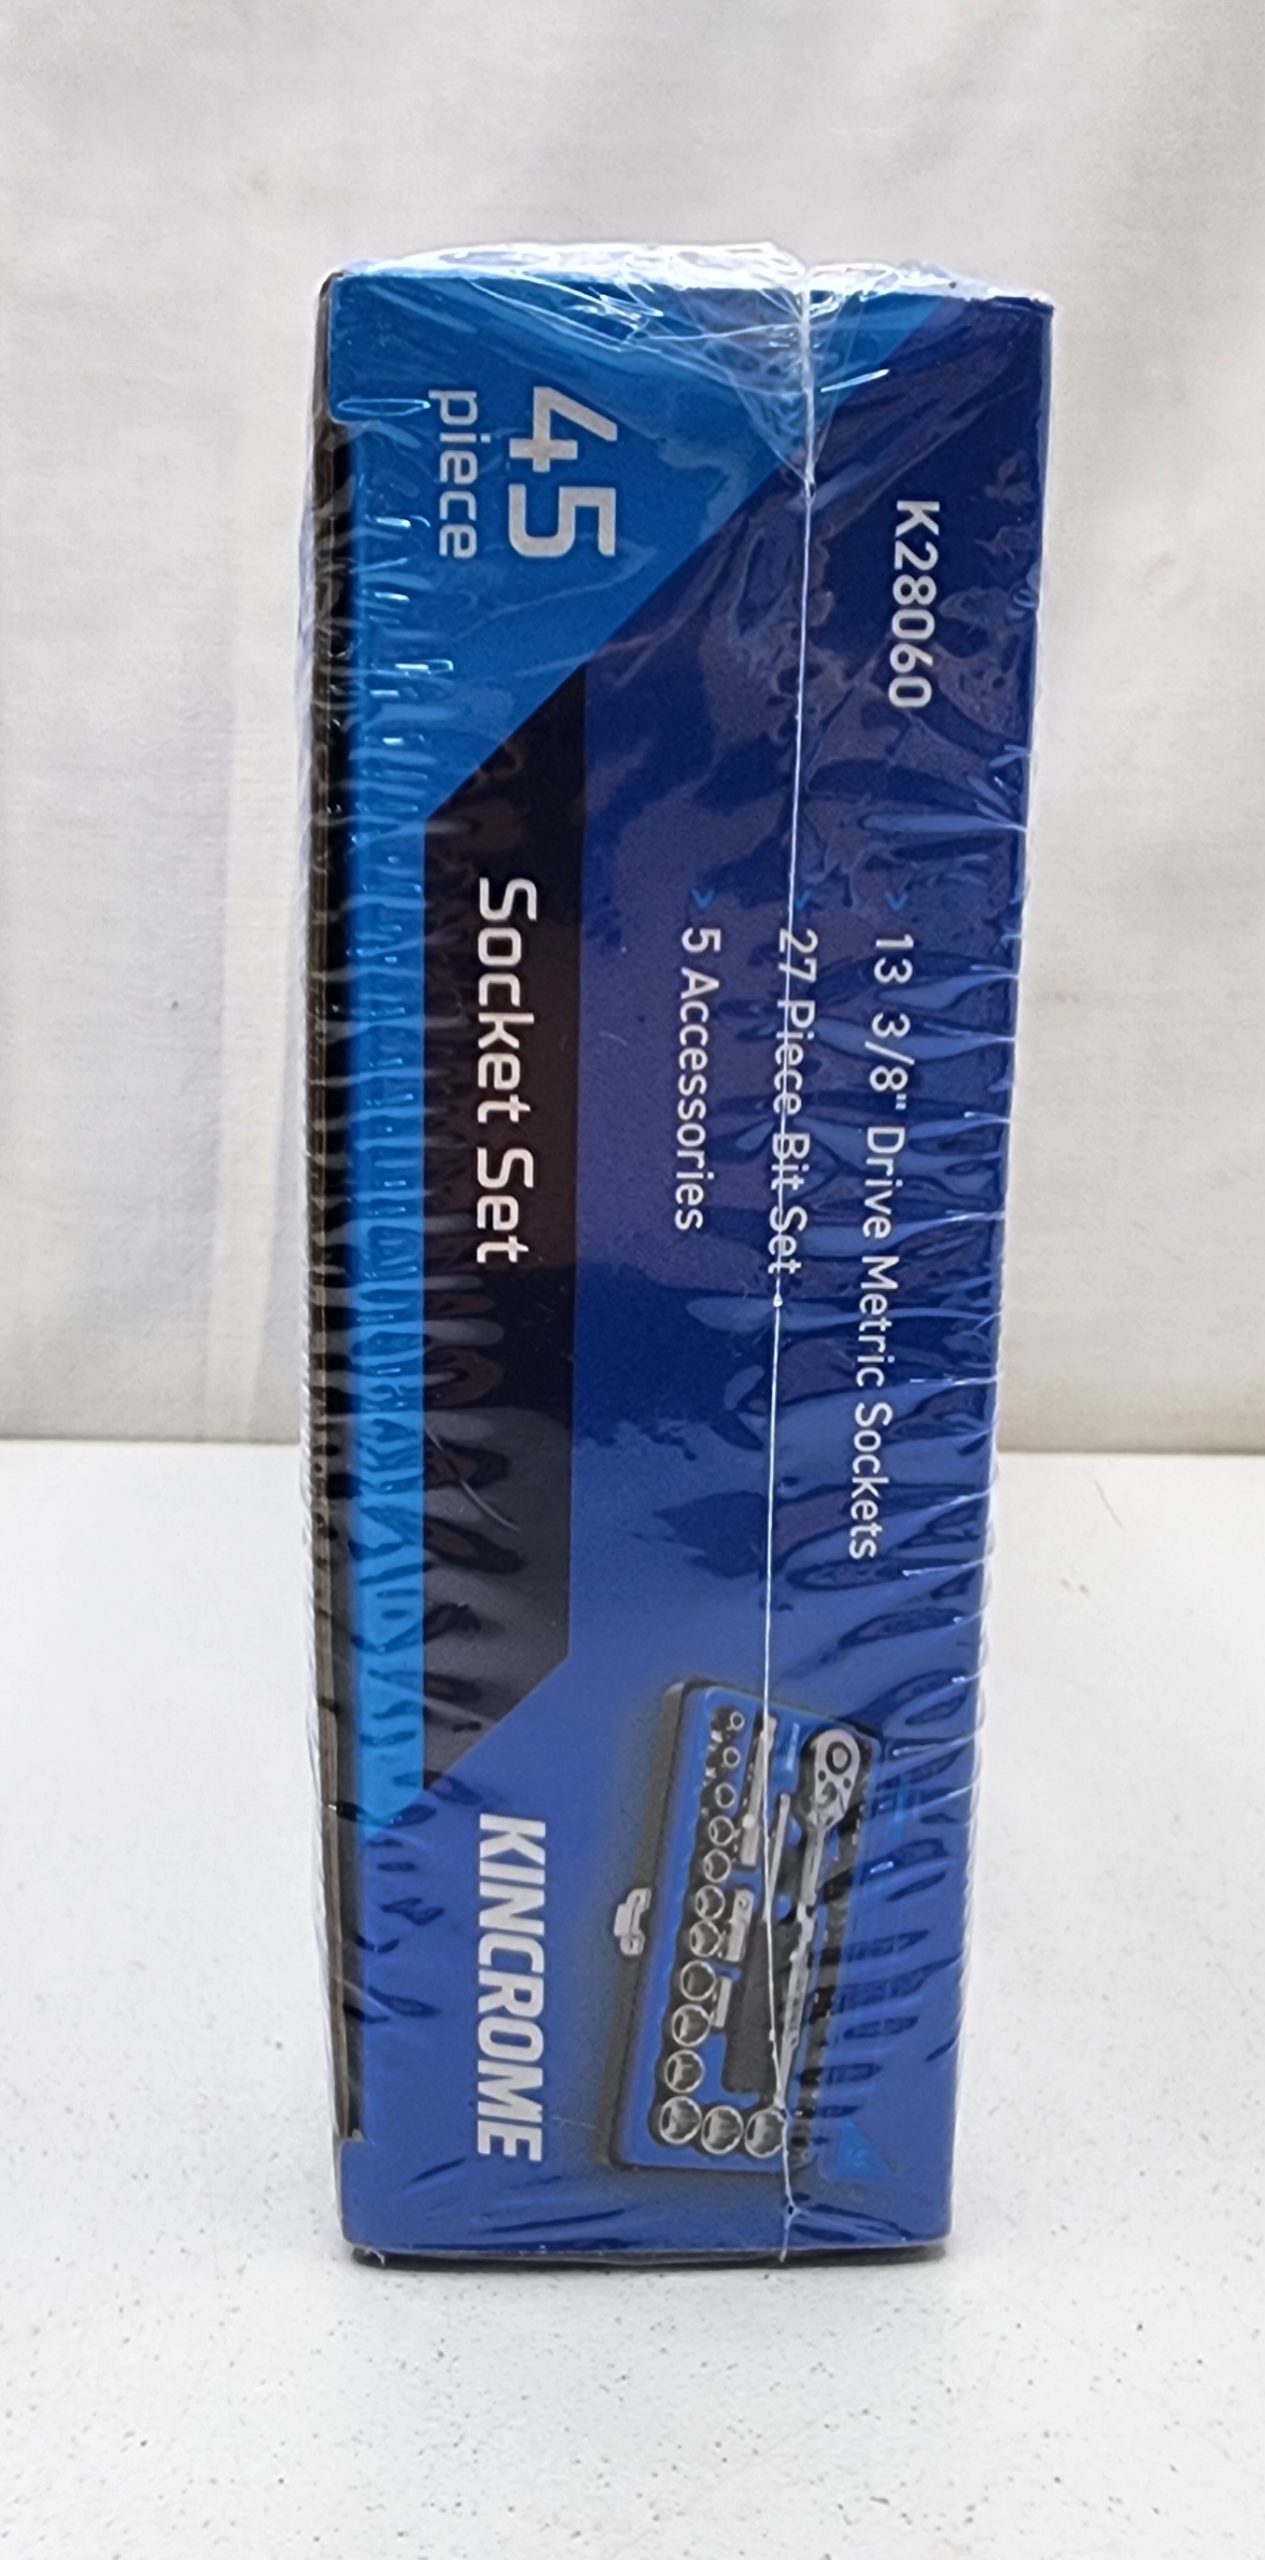 K28060
> 13 3/8" Drive Metric Sockets
> 27 Piece Bit Set
> 5 Accessories
45
piece
Socket Set
KINCROME